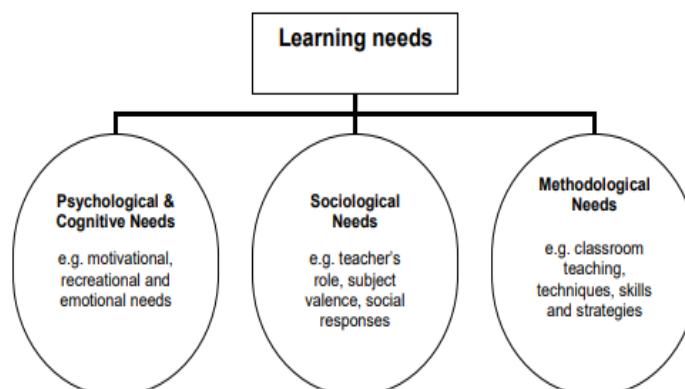 Learning needs
Psychological &
Cognitive Needs
e.g. motivational,
recreational and
emotional needs
Sociological
Needs
e.g. teacher's
role, subject
valence, social
responses
Methodological
Needs
e.g. classroom
teaching,
techniques, skills
and strategies